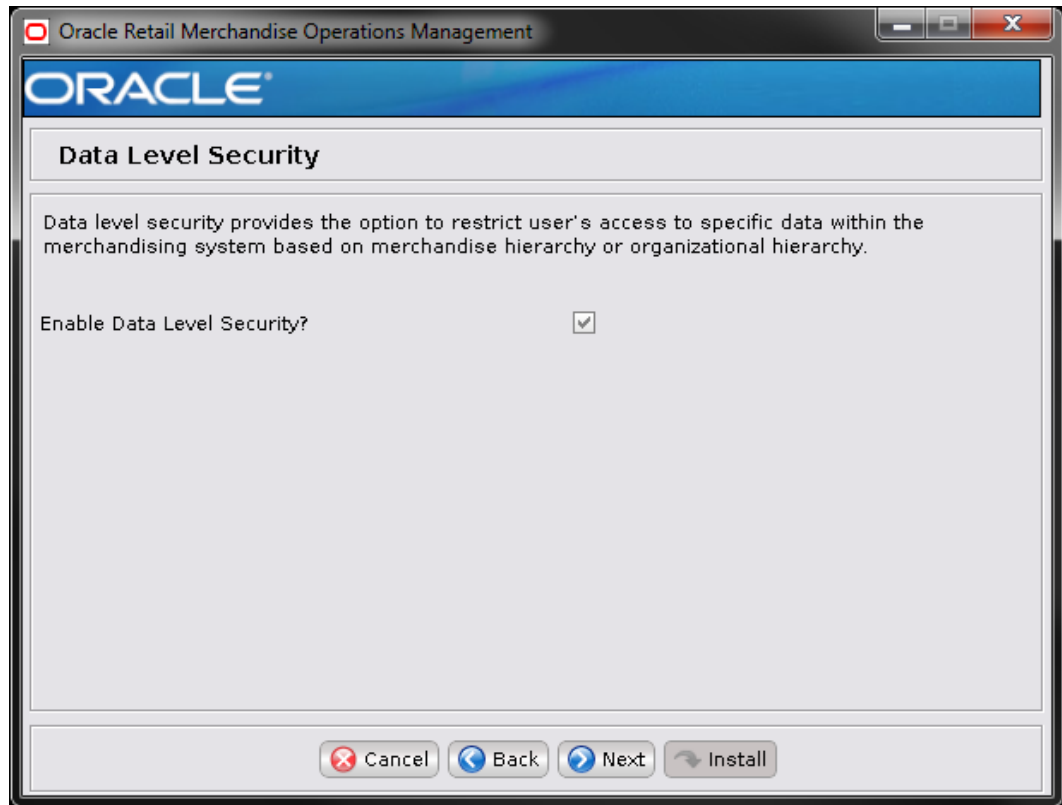 Oracle Retail Merchandise Operations Management
ORACLE®
Data Level Security
Data level security provides the option to restrict user's access to specific data within the
merchandising system based on merchandise hierarchy or organizational hierarchy.
Enable Data Level Security?
Cancel Back Next Install